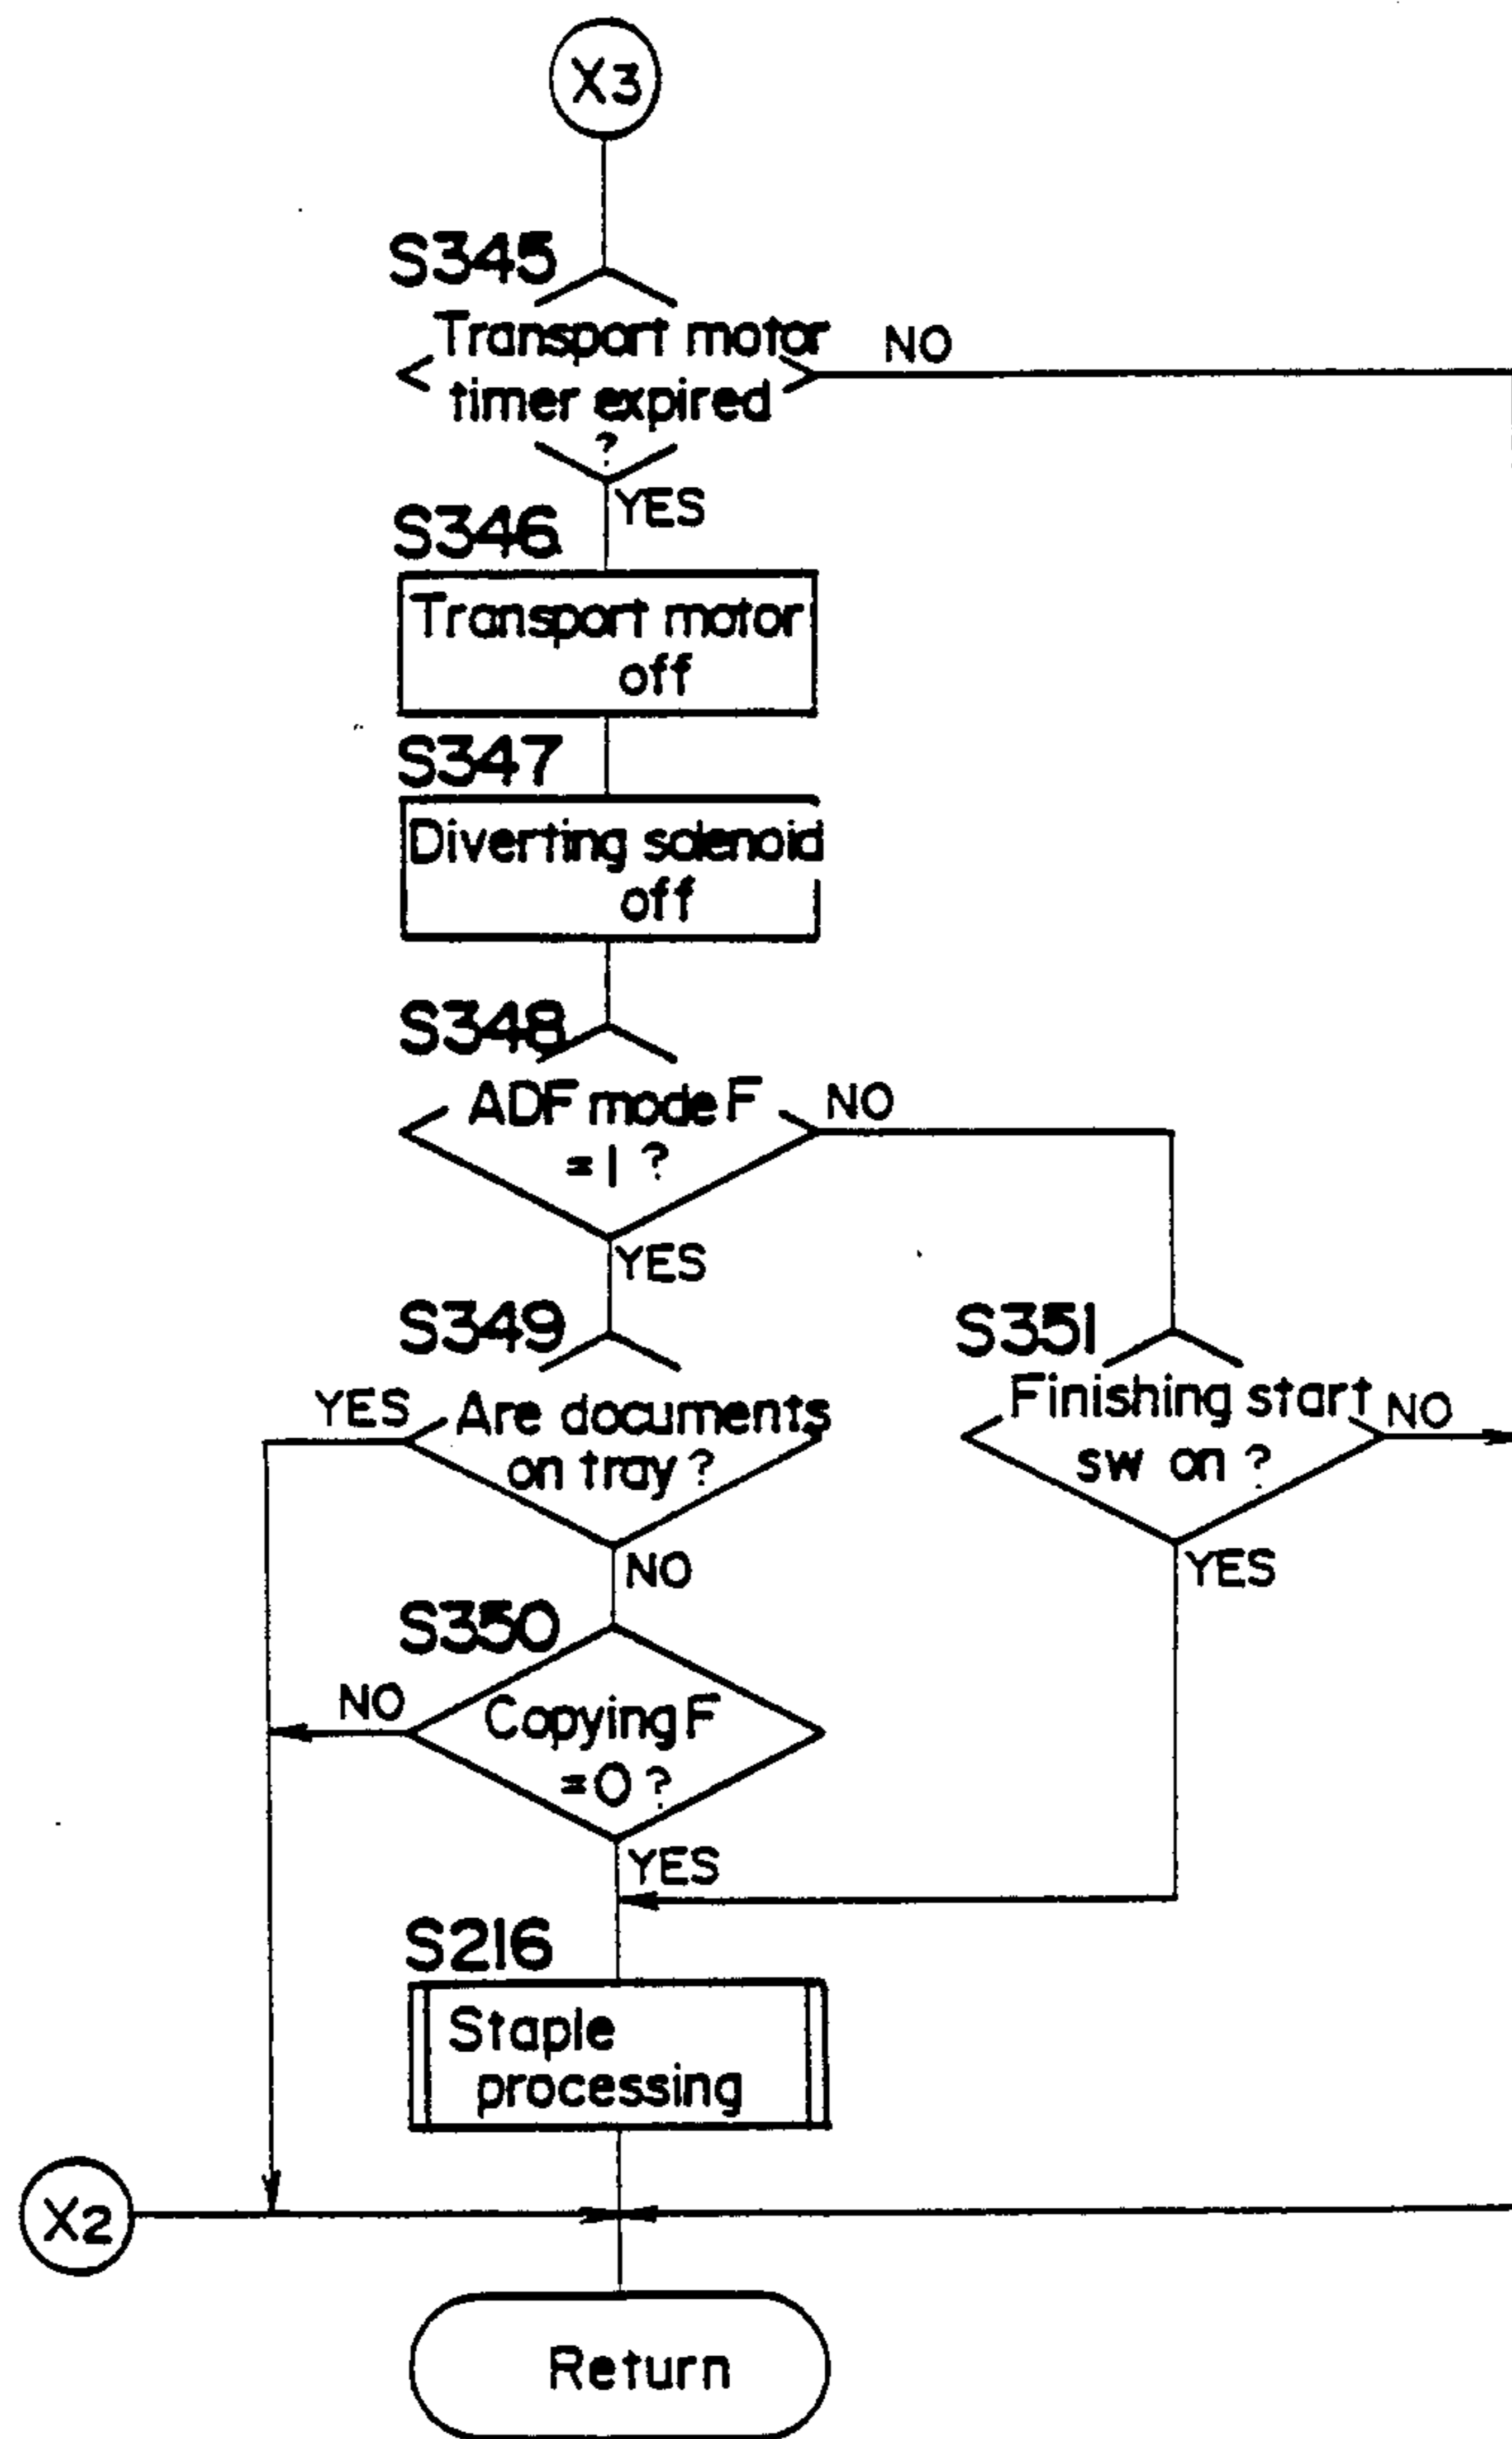 X3
S345
Transport motor
timer expired
?
NO
YES
S346
Transport motor
off
S347
Diverting solenoid
off
S348
ADF mode F
=1 ?
NO
YES
S349
YES
Are documents
on tray ?
NO
S351
Finishing start
sw on ?
NO
YES
S350
NO
Copying F
=0 ?
YES
S216
Staple
processing
X2
Return